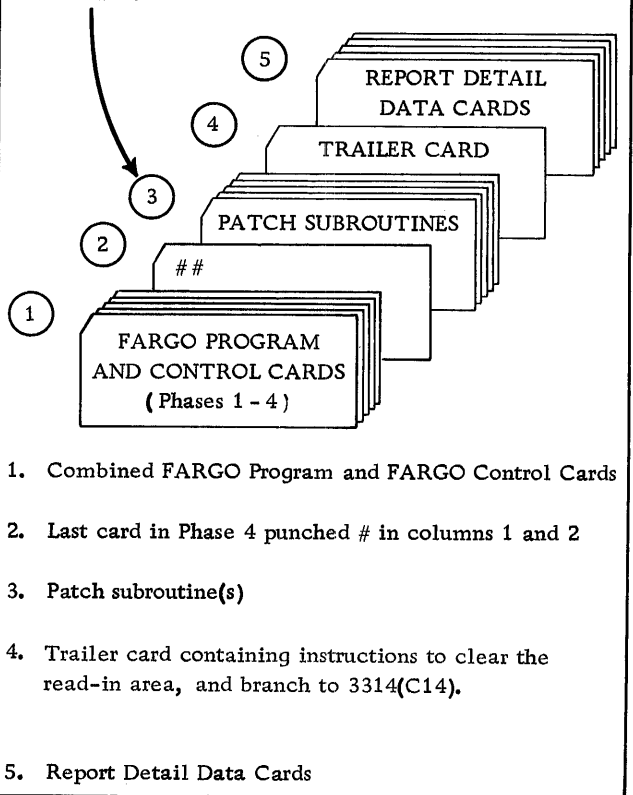 5
REPORT DETAIL
DATA CARDS
4
TRAILER CARD
3
PATCH SUBROUTINES
2
##
1
FARGO PROGRAM
AND CONTROL CARDS
(Phases 1 - 4)
1. Combined FARGO Program and FARGO Control Cards
2. Last card in Phase 4 punched # in columns 1 and 2
3. Patch subroutine(s)
4. Trailer card containing instructions to clear the
read-in area, and branch to 3314(C14).
5. Report Detail Data Cards